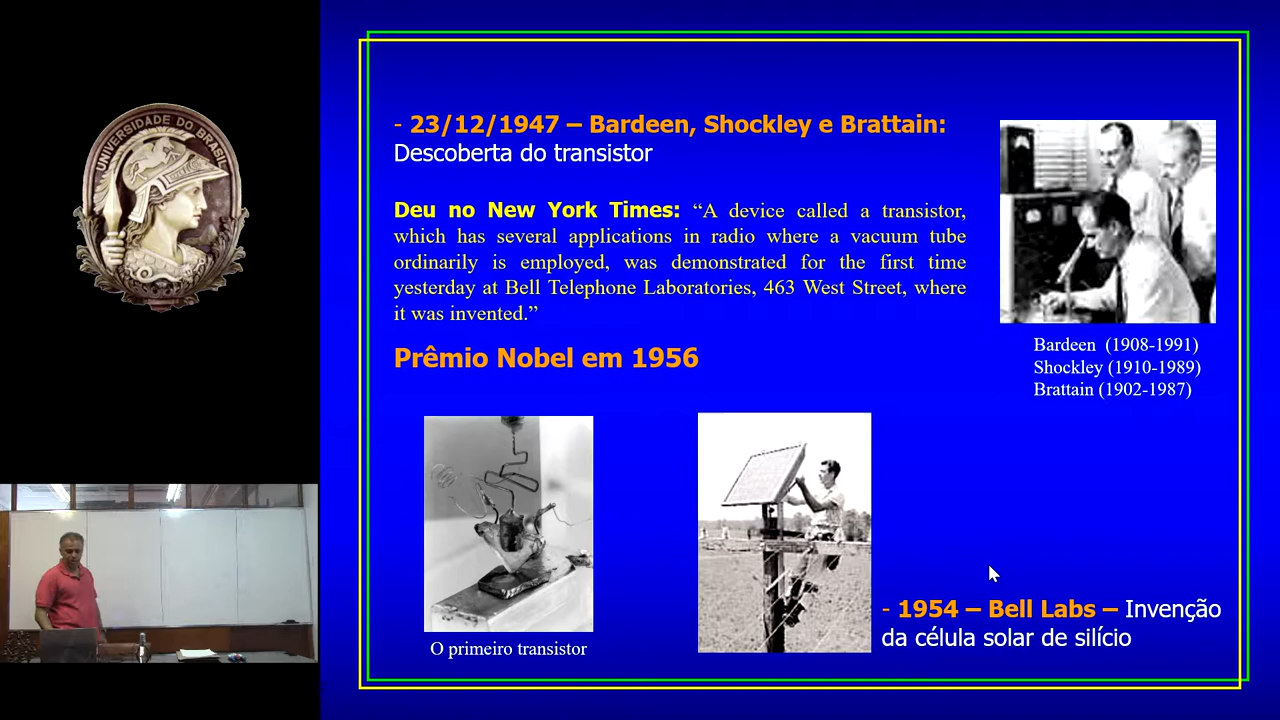 UNIVERSIDADE DO BRASIL
- 23/12/1947 – Bardeen, Shockley e Brattain:
Descoberta do transistor
Deu no New York Times: “A device called a transistor,
which has several applications in radio where a vacuum tube
ordinarily is employed, was demonstrated for the first time
yesterday at Bell Telephone Laboratories, 463 West Street, where
it was invented.”
Prêmio Nobel em 1956
Bardeen (1908-1991)
Shockley (1910-1989)
Brattain (1902-1987)
O primeiro transistor
- 1954 – Bell Labs – Invenção
da célula solar de silício